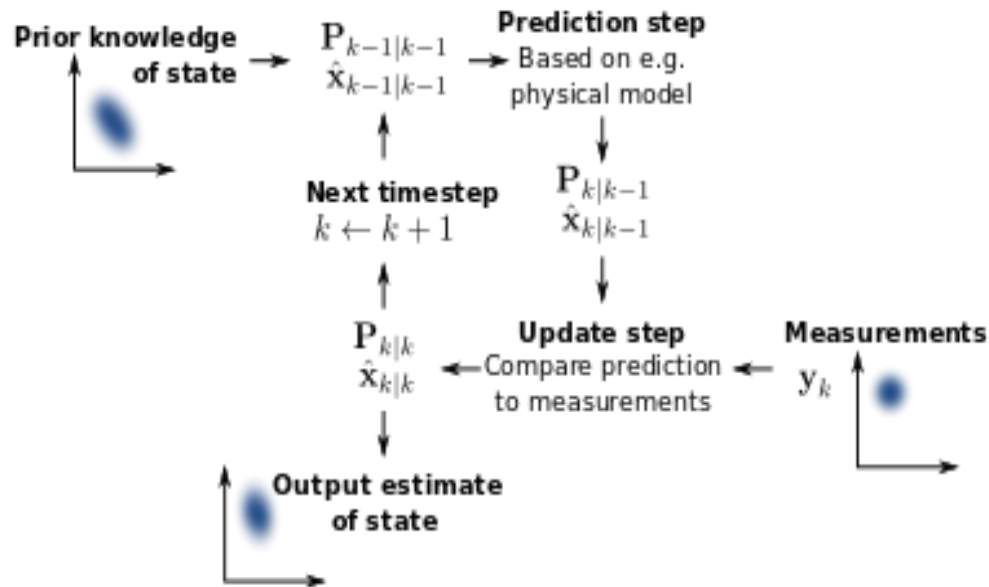 Prior knowledge
of state
P_{k−1|k−1}
x̂_{k−1|k−1}
Prediction step
Based on e.g.
physical model
P_{k|k−1}
x̂_{k|k−1}
Next timestep
k ← k + 1
P_{k|k}
x̂_{k|k}
Update step
Compare prediction
to measurements
Measurements
y_k
Output estimate
of state